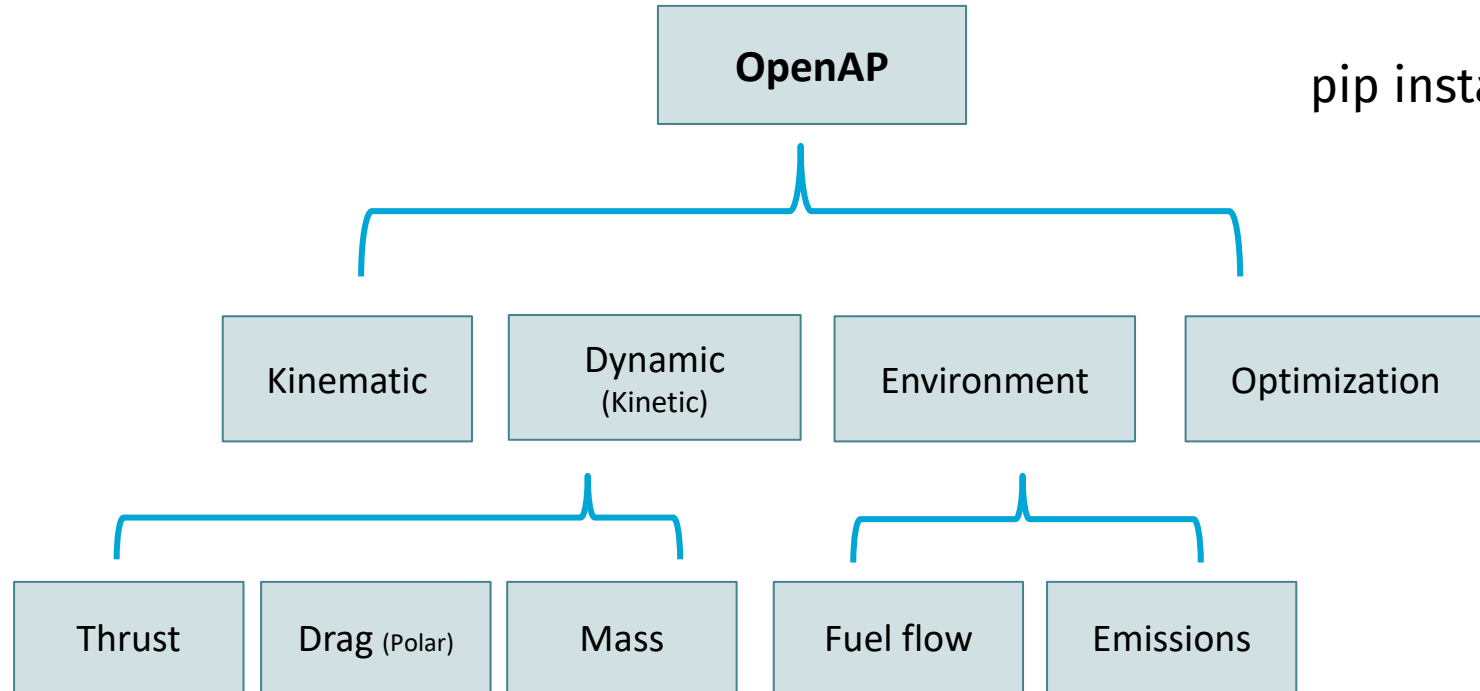 OpenAP
pip insta
Kinematic
Dynamic
(Kinetic)
Environment
Optimization
Thrust
Drag (Polar)
Mass
Fuel flow
Emissions